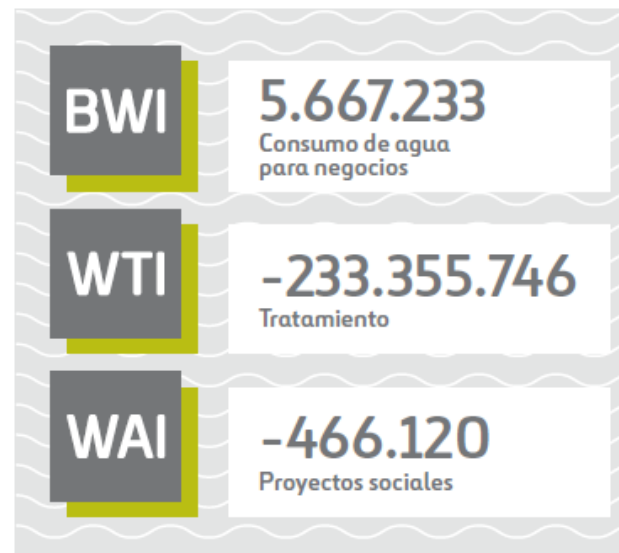 BWI
5.667.233
Consumo de agua
para negocios
WTI
-233.355.746
Tratamiento
WAI
-466.120
Proyectos sociales